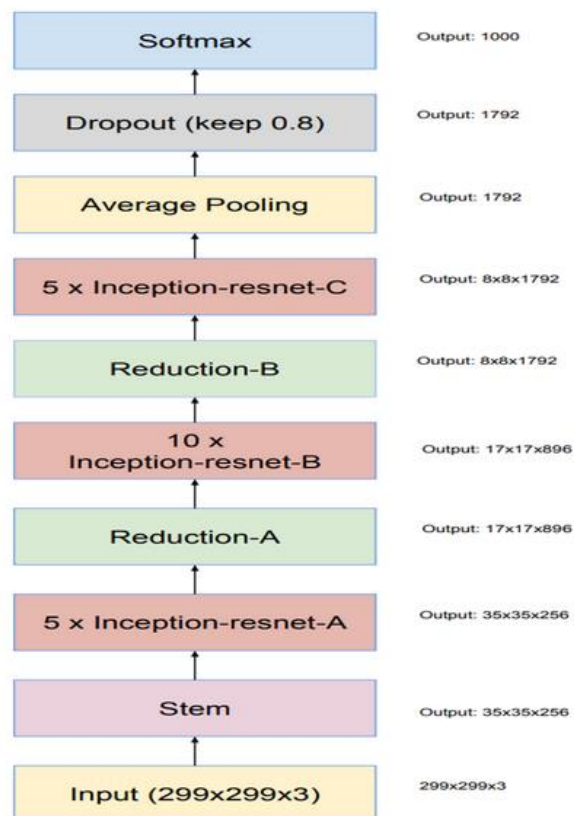 Softmax
Output: 1000
Dropout (keep 0.8)
Output: 1792
Average Pooling
Output: 1792
5 x Inception-resnet-C
Output: 8x8x1792
Reduction-B
Output: 8x8x1792
10 x
Inception-resnet-B
Output: 17x17x896
Reduction-A
Output: 17x17x896
5 x Inception-resnet-A
Output: 35x35x256
Stem
Output: 35x35x256
Input (299x299x3)
299x299x3